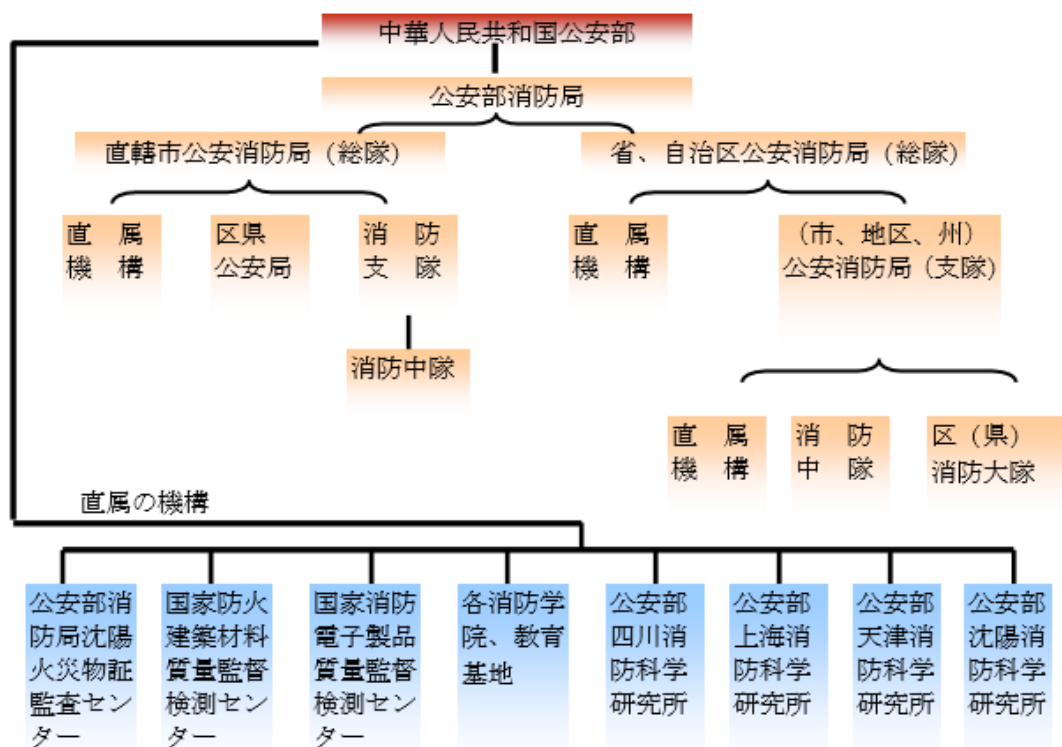 中華人民共和国公安部
公安部消防局
直轄市公安消防局（総隊）
省、自治区公安消防局（総隊）
直　属
機　構
区県
公安局
消　防
支　隊
直　属
機　構
（市、地区、州）
公安消防局（支隊）
消防中隊
直　属
機　構
消　防
中　隊
区（県）
消防大隊
直属の機構
公安部消
防局沈陽
火災物証
監査セン
ター
国家防火
建築材料
質量監督
検測セン
ター
国家消防
電子製品
質量監督
検測セン
ター
各消防学
院、教育
基地
公安部
四川消
防科学
研究所
公安部
上海消
防科学
研究所
公安部
天津消
防科学
研究所
公安部
沈陽消
防科学
研究所